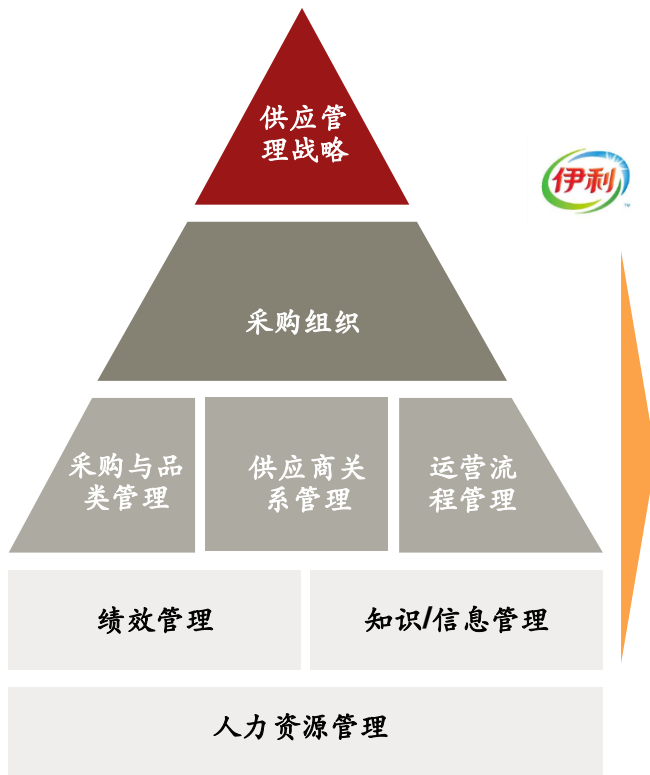 供应管
理战略
伊利
采购组织
采购与品
类管理
供应商关
系管理
运营流
程管理
绩效管理
知识/信息管理
人力资源管理